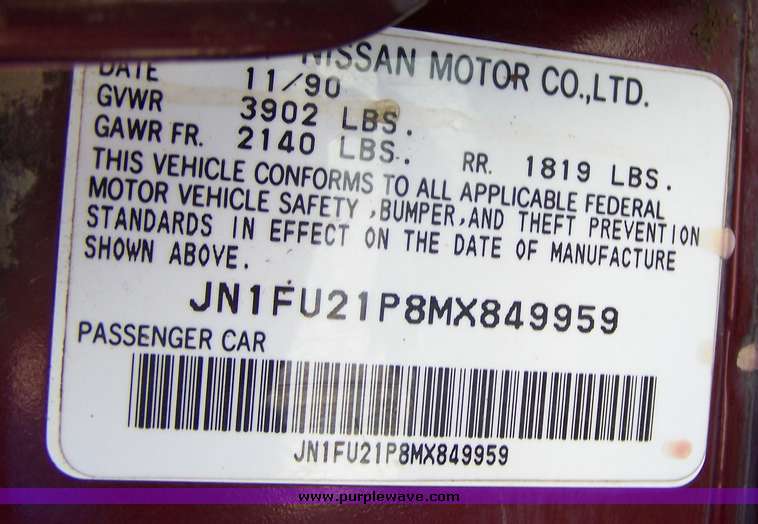 NISSAN MOTOR CO.,LTD.
DATE 11/90
GVWR 3902 LBS.
GAWR FR. 2140 LBS. RR. 1819 LBS.
THIS VEHICLE CONFORMS TO ALL APPLICABLE FEDERAL
MOTOR VEHICLE SAFETY ,BUMPER,AND THEFT PREVENTION
STANDARDS IN EFFECT ON THE DATE OF MANUFACTURE
SHOWN ABOVE.
JN1FU21P8MX849959
PASSENGER CAR
JN1FU21P8MX849959
www.purplewave.com